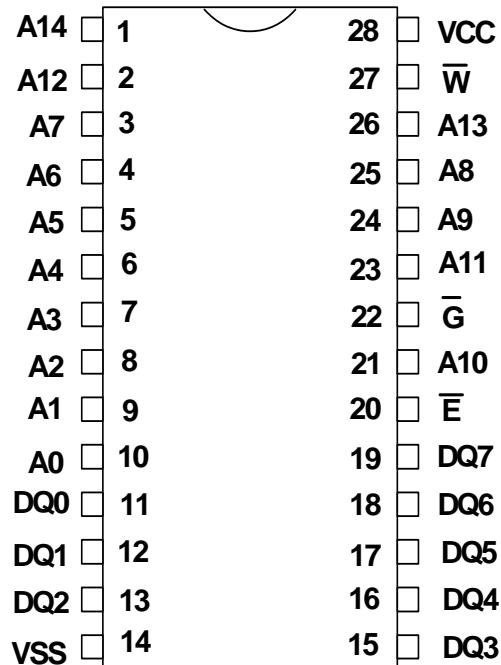 A14 1 28 VCC
A12 2 27 W̅
A7 3 26 A13
A6 4 25 A8
A5 5 24 A9
A4 6 23 A11
A3 7 22 G̅
A2 8 21 A10
A1 9 20 E̅
A0 10 19 DQ7
DQ0 11 18 DQ6
DQ1 12 17 DQ5
DQ2 13 16 DQ4
VSS 14 15 DQ3